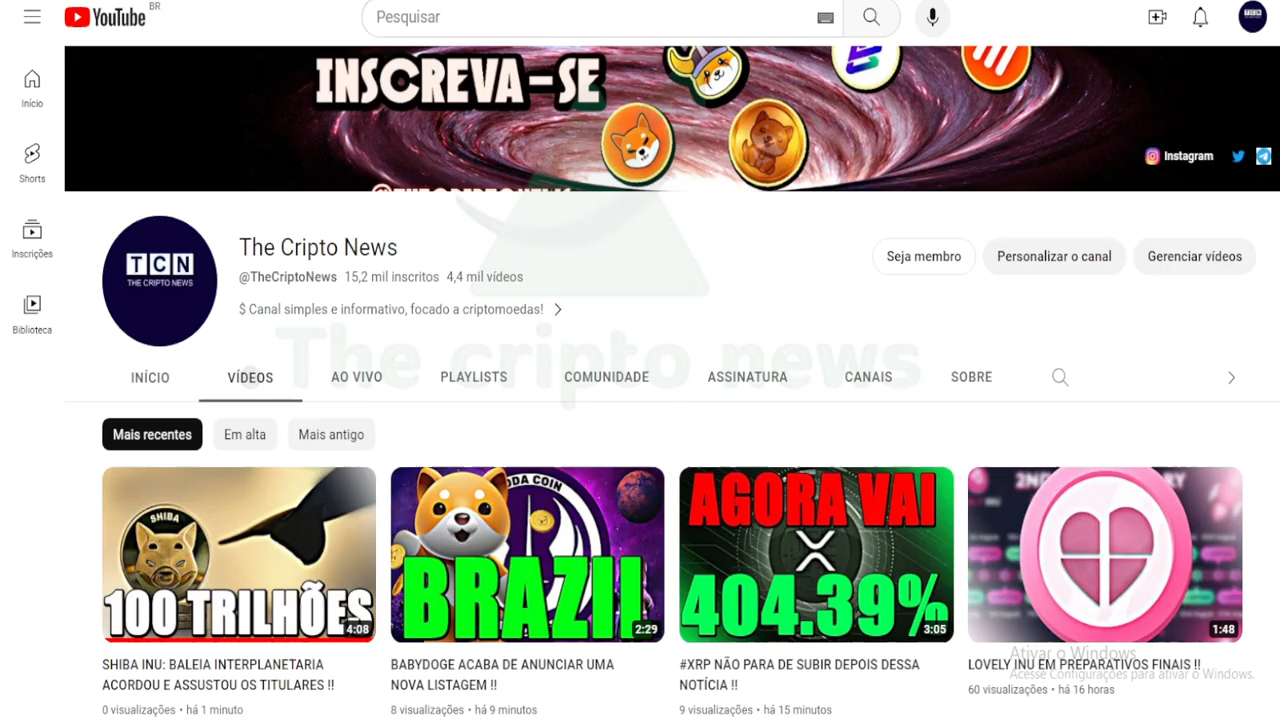 YouTube BR
Pesquisar
INSCREVA-SE
Instagram
Início
Shorts
Inscrições
Biblioteca
TCN
THE CRIPTO NEWS
The Cripto News
@TheCriptoNews 15,2 mil inscritos 4,4 mil vídeos
$ Canal simples e informativo, focado a criptomoedas!
Seja membro
Personalizar o canal
Gerenciar vídeos
The cripto news
INÍCIO
VÍDEOS
AO VIVO
PLAYLISTS
COMUNIDADE
ASSINATURA
CANAIS
SOBRE
Mais recentes
Em alta
Mais antigo
SHIBA
100 TRILHÕES
4:08
SHIBA INU: BALEIA INTERPLANETARIA
ACORDOU E ASSUSTOU OS TITULARES !!
0 visualizações • há 1 minuto
COIN
BRAZIL
2:29
BABYDOGE ACABA DE ANUNCIAR UMA
NOVA LISTAGEM !!
8 visualizações • há 9 minutos
AGORA VAI
404.39%
3:05
#XRP NÃO PARA DE SUBIR DEPOIS DESSA
NOTÍCIA !!
9 visualizações • há 15 minutos
1:48
LOVELY INU EM PREPARATIVOS FINAIS !!
60 visualizações • há 16 horas
Ativar o Windows
Acesse Configurações para ativar o Windows.